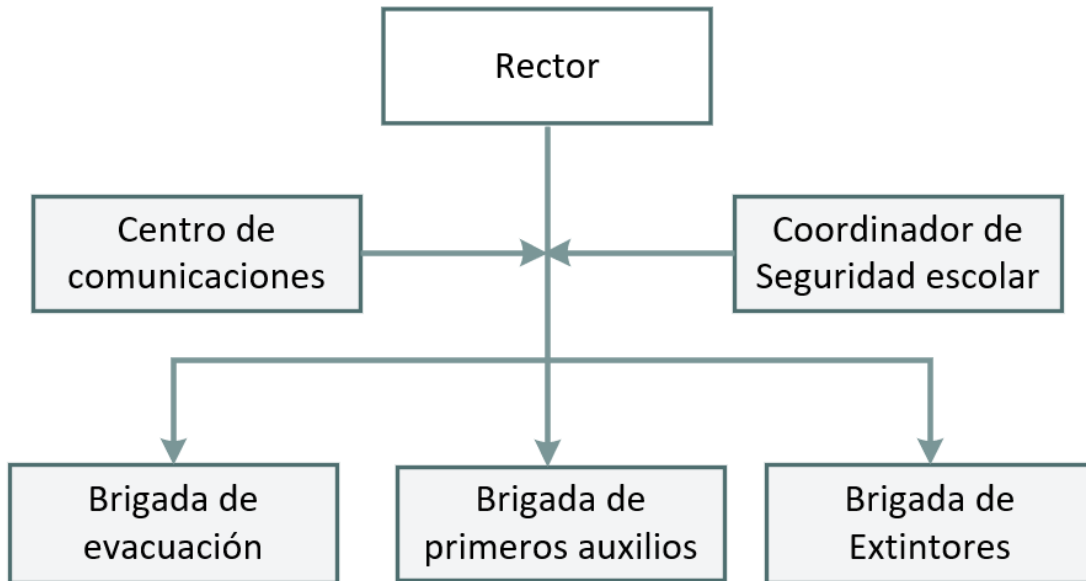 Rector
Centro de
comunicaciones
Coordinador de
Seguridad escolar
Brigada de
evacuación
Brigada de
primeros auxilios
Brigada de
Extintores